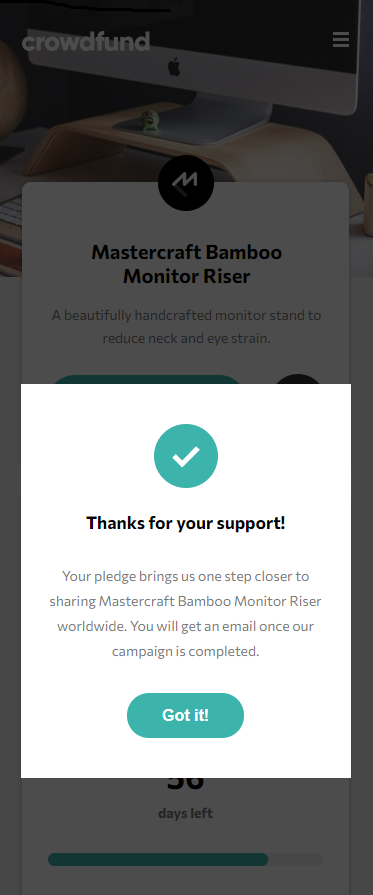 crowdfund
Mastercraft Bamboo
Monitor Riser
A beautifully handcrafted monitor stand to
reduce neck and eye strain.
Thanks for your support!
Your pledge brings us one step closer to
sharing Mastercraft Bamboo Monitor Riser
worldwide. You will get an email once our
campaign is completed.
Got it!
56
days left